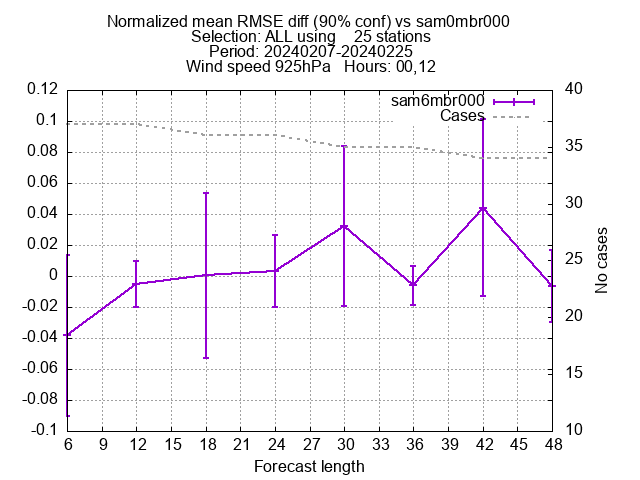 Normalized mean RMSE diff (90% conf) vs sam0mbr000
Selection: ALL using    25 stations
Period: 20240207-20240225
Wind speed 925hPa   Hours: 00,12
sam6mbr000
Cases
0.12
0.1
0.08
0.06
0.04
0.02
0
-0.02
-0.04
-0.06
-0.08
-0.1
40
35
30
25
20
15
10
No cases
6 9 12 15 18 21 24 27 30 33 36 39 42 45 48
Forecast length